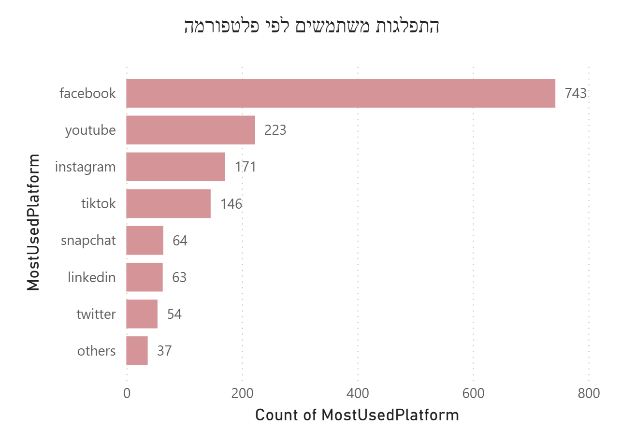 התפלגות משתמשים לפי פלטפורמה
MostUsedPlatform
facebook 743
youtube 223
instagram 171
tiktok 146
snapchat 64
linkedin 63
twitter 54
others 37
0 200 400 600 800
Count of MostUsedPlatform